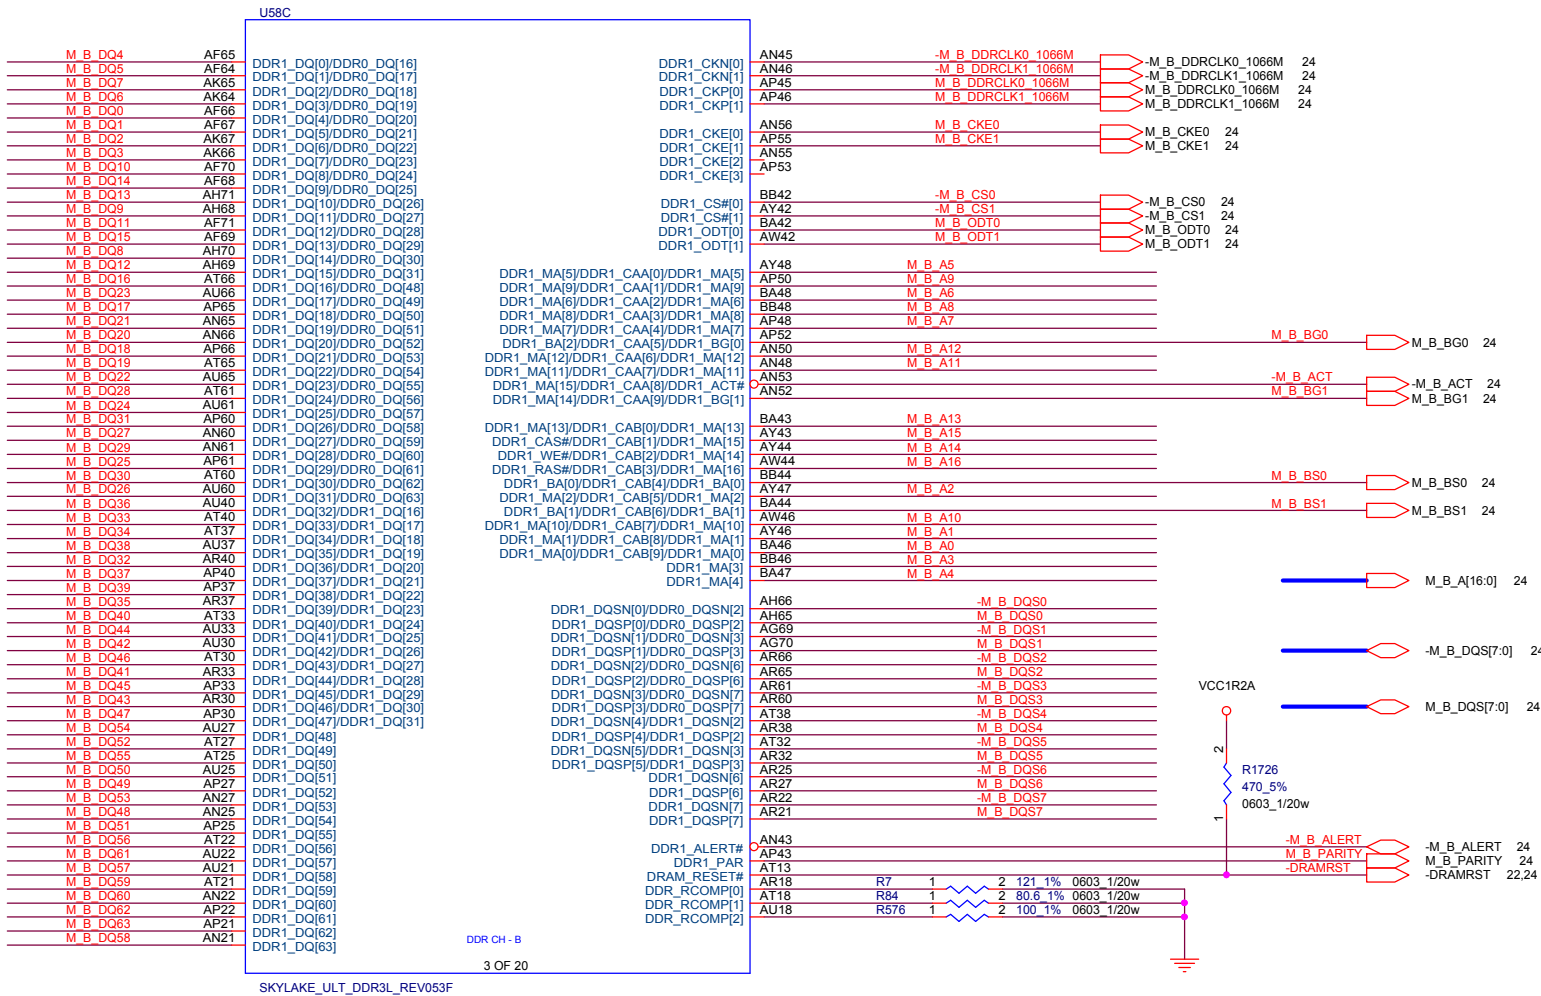 U58C
M_B_DQ4 AF65 DDR1_DQ[0]/DDR0_DQ[16]
M_B_DQ5 AF64 DDR1_DQ[1]/DDR0_DQ[17]
M_B_DQ7 AK65 DDR1_DQ[2]/DDR0_DQ[18]
M_B_DQ6 AK64 DDR1_DQ[3]/DDR0_DQ[19]
M_B_DQ0 AF66 DDR1_DQ[4]/DDR0_DQ[20]
M_B_DQ1 AF67 DDR1_DQ[5]/DDR0_DQ[21]
M_B_DQ2 AK67 DDR1_DQ[6]/DDR0_DQ[22]
M_B_DQ3 AK66 DDR1_DQ[7]/DDR0_DQ[23]
M_B_DQ10 AF70 DDR1_DQ[8]/DDR0_DQ[24]
M_B_DQ14 AF68 DDR1_DQ[9]/DDR0_DQ[25]
M_B_DQ13 AH71 DDR1_DQ[10]/DDR0_DQ[26]
M_B_DQ9 AH68 DDR1_DQ[11]/DDR0_DQ[27]
M_B_DQ11 AF71 DDR1_DQ[12]/DDR0_DQ[28]
M_B_DQ15 AF69 DDR1_DQ[13]/DDR0_DQ[29]
M_B_DQ8 AH70 DDR1_DQ[14]/DDR0_DQ[30]
M_B_DQ12 AH69 DDR1_DQ[15]/DDR0_DQ[31]
M_B_DQ16 AT66 DDR1_DQ[16]/DDR0_DQ[48]
M_B_DQ23 AU66 DDR1_DQ[17]/DDR0_DQ[49]
M_B_DQ17 AP65 DDR1_DQ[18]/DDR0_DQ[50]
M_B_DQ21 AN65 DDR1_DQ[19]/DDR0_DQ[51]
M_B_DQ20 AN66 DDR1_DQ[20]/DDR0_DQ[52]
M_B_DQ18 AP66 DDR1_DQ[21]/DDR0_DQ[53]
M_B_DQ19 AT65 DDR1_DQ[22]/DDR0_DQ[54]
M_B_DQ22 AU65 DDR1_DQ[23]/DDR0_DQ[55]
M_B_DQ28 AT61 DDR1_DQ[24]/DDR0_DQ[56]
M_B_DQ24 AU61 DDR1_DQ[25]/DDR0_DQ[57]
M_B_DQ31 AP60 DDR1_DQ[26]/DDR0_DQ[58]
M_B_DQ27 AN60 DDR1_DQ[27]/DDR0_DQ[59]
M_B_DQ29 AN61 DDR1_DQ[28]/DDR0_DQ[60]
M_B_DQ25 AP61 DDR1_DQ[29]/DDR0_DQ[61]
M_B_DQ30 AT60 DDR1_DQ[30]/DDR0_DQ[62]
M_B_DQ26 AU60 DDR1_DQ[31]/DDR0_DQ[63]
M_B_DQ36 AU40 DDR1_DQ[32]/DDR1_DQ[16]
M_B_DQ33 AT40 DDR1_DQ[33]/DDR1_DQ[17]
M_B_DQ34 AT37 DDR1_DQ[34]/DDR1_DQ[18]
M_B_DQ38 AU37 DDR1_DQ[35]/DDR1_DQ[19]
M_B_DQ32 AR40 DDR1_DQ[36]/DDR1_DQ[20]
M_B_DQ37 AP40 DDR1_DQ[37]/DDR1_DQ[21]
M_B_DQ39 AP37 DDR1_DQ[38]/DDR1_DQ[22]
M_B_DQ35 AR37 DDR1_DQ[39]/DDR1_DQ[23]
M_B_DQ40 AT33 DDR1_DQ[40]/DDR1_DQ[24]
M_B_DQ44 AU33 DDR1_DQ[41]/DDR1_DQ[25]
M_B_DQ42 AU30 DDR1_DQ[42]/DDR1_DQ[26]
M_B_DQ46 AT30 DDR1_DQ[43]/DDR1_DQ[27]
M_B_DQ41 AR33 DDR1_DQ[44]/DDR1_DQ[28]
M_B_DQ45 AP33 DDR1_DQ[45]/DDR1_DQ[29]
M_B_DQ43 AR30 DDR1_DQ[46]/DDR1_DQ[30]
M_B_DQ47 AP30 DDR1_DQ[47]/DDR1_DQ[31]
M_B_DQ54 AU27 DDR1_DQ[48]
M_B_DQ52 AT27 DDR1_DQ[49]
M_B_DQ55 AT25 DDR1_DQ[50]
M_B_DQ50 AU25 DDR1_DQ[51]
M_B_DQ49 AP27 DDR1_DQ[52]
M_B_DQ53 AN27 DDR1_DQ[53]
M_B_DQ48 AN25 DDR1_DQ[54]
M_B_DQ51 AP25 DDR1_DQ[55]
M_B_DQ56 AT22 DDR1_DQ[56]
M_B_DQ61 AU22 DDR1_DQ[57]
M_B_DQ57 AU21 DDR1_DQ[58]
M_B_DQ59 AT21 DDR1_DQ[59]
M_B_DQ60 AN22 DDR1_DQ[60]
M_B_DQ62 AP22 DDR1_DQ[61]
M_B_DQ63 AP21 DDR1_DQ[62]
M_B_DQ58 AN21 DDR1_DQ[63]
DDR1_CKN[0] AN45 -M_B_DDRCLK0_1066M -M_B_DDRCLK0_1066M 24
DDR1_CKN[1] AN46 -M_B_DDRCLK1_1066M -M_B_DDRCLK1_1066M 24
DDR1_CKP[0] AP45 M_B_DDRCLK0_1066M M_B_DDRCLK0_1066M 24
DDR1_CKP[1] AP46 M_B_DDRCLK1_1066M M_B_DDRCLK1_1066M 24
DDR1_CKE[0] AN56 M_B_CKE0 M_B_CKE0 24
DDR1_CKE[1] AP55 M_B_CKE1 M_B_CKE1 24
DDR1_CKE[2] AN55
DDR1_CKE[3] AP53
DDR1_CS#[0] BB42 -M_B_CS0 -M_B_CS0 24
DDR1_CS#[1] AY42 -M_B_CS1 -M_B_CS1 24
DDR1_ODT[0] BA42 M_B_ODT0 M_B_ODT0 24
DDR1_ODT[1] AW42 M_B_ODT1 M_B_ODT1 24
DDR1_MA[5]/DDR1_CAA[0]/DDR1_MA[5] AY48 M_B_A5
DDR1_MA[9]/DDR1_CAA[1]/DDR1_MA[9] AP50 M_B_A9
DDR1_MA[6]/DDR1_CAA[2]/DDR1_MA[6] BA48 M_B_A6
DDR1_MA[8]/DDR1_CAA[3]/DDR1_MA[8] BB48 M_B_A8
DDR1_MA[7]/DDR1_CAA[4]/DDR1_MA[7] AP48 M_B_A7
DDR1_BA[2]/DDR1_CAA[5]/DDR1_BG[0] AP52 M_B_BG0 M_B_BG0 24
DDR1_MA[12]/DDR1_CAA[6]/DDR1_MA[12] AN50 M_B_A12
DDR1_MA[11]/DDR1_CAA[7]/DDR1_MA[11] AN48 M_B_A11
DDR1_MA[15]/DDR1_CAA[8]/DDR1_ACT# AN53 -M_B_ACT -M_B_ACT 24
DDR1_MA[14]/DDR1_CAA[9]/DDR1_BG[1] AN52 M_B_BG1 M_B_BG1 24
DDR1_MA[13]/DDR1_CAB[0]/DDR1_MA[13] BA43 M_B_A13
DDR1_CAS#/DDR1_CAB[1]/DDR1_MA[15] AY43 M_B_A15
DDR1_WE#/DDR1_CAB[2]/DDR1_MA[14] AY44 M_B_A14
DDR1_RAS#/DDR1_CAB[3]/DDR1_MA[16] AW44 M_B_A16
DDR1_BA[0]/DDR1_CAB[4]/DDR1_BA[0] BB44 M_B_BS0 M_B_BS0 24
DDR1_MA[2]/DDR1_CAB[5]/DDR1_MA[2] AY47 M_B_A2
DDR1_BA[1]/DDR1_CAB[6]/DDR1_BA[1] BA44 M_B_BS1 M_B_BS1 24
DDR1_MA[10]/DDR1_CAB[7]/DDR1_MA[10] AW46 M_B_A10
DDR1_MA[1]/DDR1_CAB[8]/DDR1_MA[1] AY46 M_B_A1
DDR1_MA[0]/DDR1_CAB[9]/DDR1_MA[0] BA46 M_B_A0
DDR1_MA[3] BB46 M_B_A3
DDR1_MA[4] BA47 M_B_A4
M_B_A[16:0] 24
DDR1_DQSN[0]/DDR0_DQSN[2] AH66 -M_B_DQS0
DDR1_DQSP[0]/DDR0_DQSP[2] AH65 M_B_DQS0
DDR1_DQSN[1]/DDR0_DQSN[3] AG69 -M_B_DQS1
DDR1_DQSP[1]/DDR0_DQSP[3] AG70 M_B_DQS1
-M_B_DQS[7:0] 24
DDR1_DQSN[2]/DDR0_DQSN[6] AR66 -M_B_DQS2
DDR1_DQSP[2]/DDR0_DQSP[6] AR65 M_B_DQS2
DDR1_DQSN[3]/DDR0_DQSN[7] AR61 -M_B_DQS3
DDR1_DQSP[3]/DDR0_DQSP[7] AR60 M_B_DQS3
M_B_DQS[7:0] 24
DDR1_DQSN[4]/DDR1_DQSN[2] AT38 -M_B_DQS4
DDR1_DQSP[4]/DDR1_DQSP[2] AR38 M_B_DQS4
DDR1_DQSN[5]/DDR1_DQSN[3] AT32 -M_B_DQS5
DDR1_DQSP[5]/DDR1_DQSP[3] AR32 M_B_DQS5
DDR1_DQSN[6] AR25 -M_B_DQS6
DDR1_DQSP[6] AR27 M_B_DQS6
DDR1_DQSN[7] AR22 -M_B_DQS7
DDR1_DQSP[7] AR21 M_B_DQS7
VCC1R2A
2
R1726
470_5%
0603_1/20w
1
DDR1_ALERT# AN43 -M_B_ALERT -M_B_ALERT 24
DDR1_PAR AP43 M_B_PARITY M_B_PARITY 24
DRAM_RESET# AT13 -DRAMRST -DRAMRST 22,24
DDR_RCOMP[0] AR18 R7 1 2 121_1% 0603_1/20w
DDR_RCOMP[1] AT18 R84 1 2 80.6_1% 0603_1/20w
DDR_RCOMP[2] AU18 R576 1 2 100_1% 0603_1/20w
DDR CH - B
3 OF 20
SKYLAKE_ULT_DDR3L_REV053F